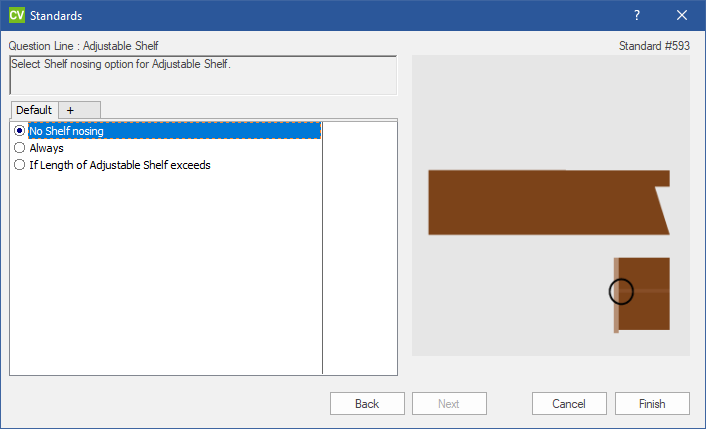 CV Standards ?
Question Line : Adjustable Shelf
Standard #593
Select Shelf nosing option for Adjustable Shelf.
Default +
No Shelf nosing
Always
If Length of Adjustable Shelf exceeds
Back Next Cancel Finish